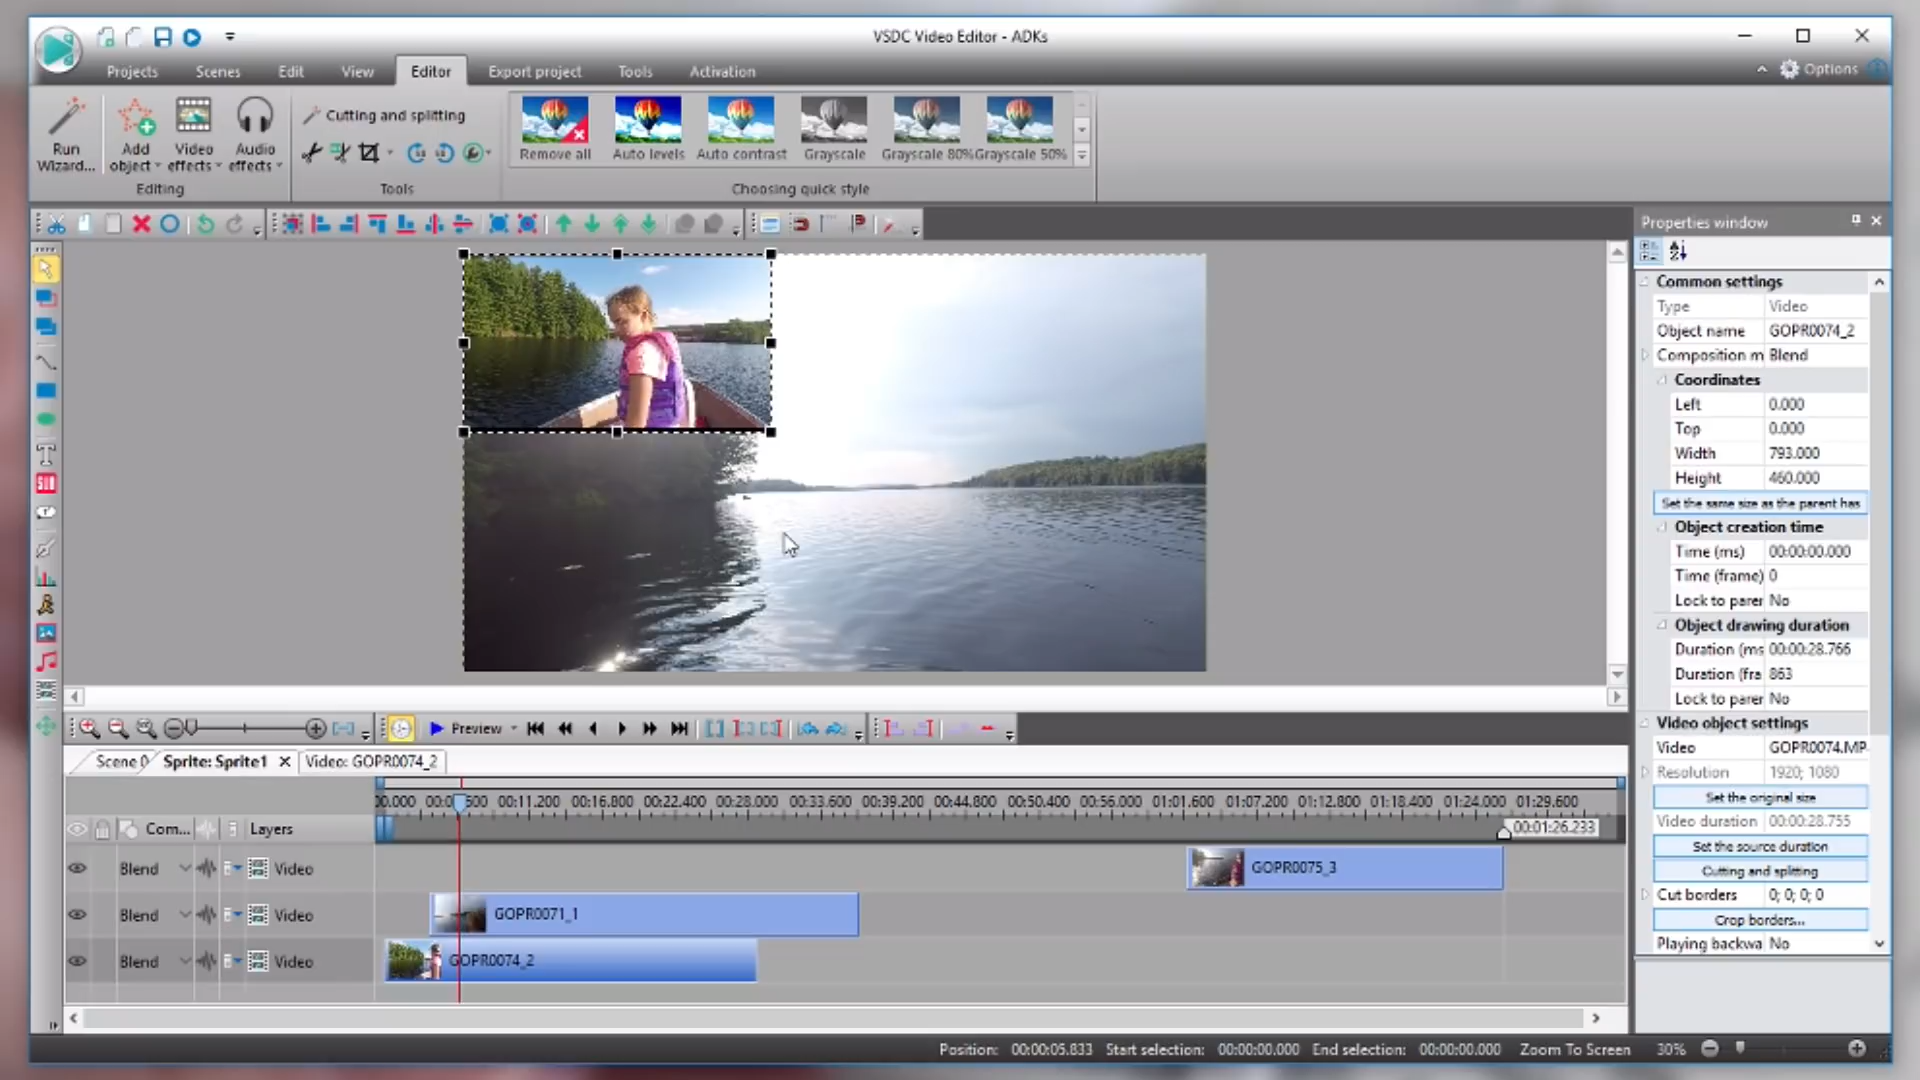 VSDC Video Editor - ADKs
Projects Scenes Edit View Editor Export project Tools Activation Options
Run Wizard...
Add object
Video effects
Audio effects
Editing
Cutting and splitting
Tools
Remove all Auto levels Auto contrast Grayscale Grayscale 80% Grayscale 50%
Choosing quick style
Properties window
Common settings
Type Video
Object name GOPR0074_2
Composition m Blend
Coordinates
Left 0.000
Top 0.000
Width 793.000
Height 460.000
Set the same size as the parent has
Object creation time
Time (ms) 00:00:00.000
Time (frame) 0
Lock to parer No
Object drawing duration
Duration (ms 00:00:28.766
Duration (fra 863
Lock to parer No
Video object settings
Video GOPR0074.MP
Resolution 1920; 1080
Set the original size
Video duration 00:00:28.755
Set the source duration
Cutting and splitting
Cut borders 0; 0; 0; 0
Crop borders...
Playing backwa No
SUB
T
Preview
Scene 0 Sprite: Sprite1 Video: GOPR0074_2
00.000 00:0 500 00:11.200 00:16.800 00:22.400 00:28.000 00:33.600 00:39.200 00:44.800 00:50.400 00:56.000 01:01.600 01:07.200 01:12.800 01:18.400 01:24.000 01:29.600
Com... Layers
00:01:26.233
Blend Video GOPR0075_3
Blend Video GOPR0071_1
Blend Video GOPR0074_2
Position: 00:00:05.833 Start selection: 00:00:00.000 End selection: 00:00:00.000 Zoom To Screen 30%